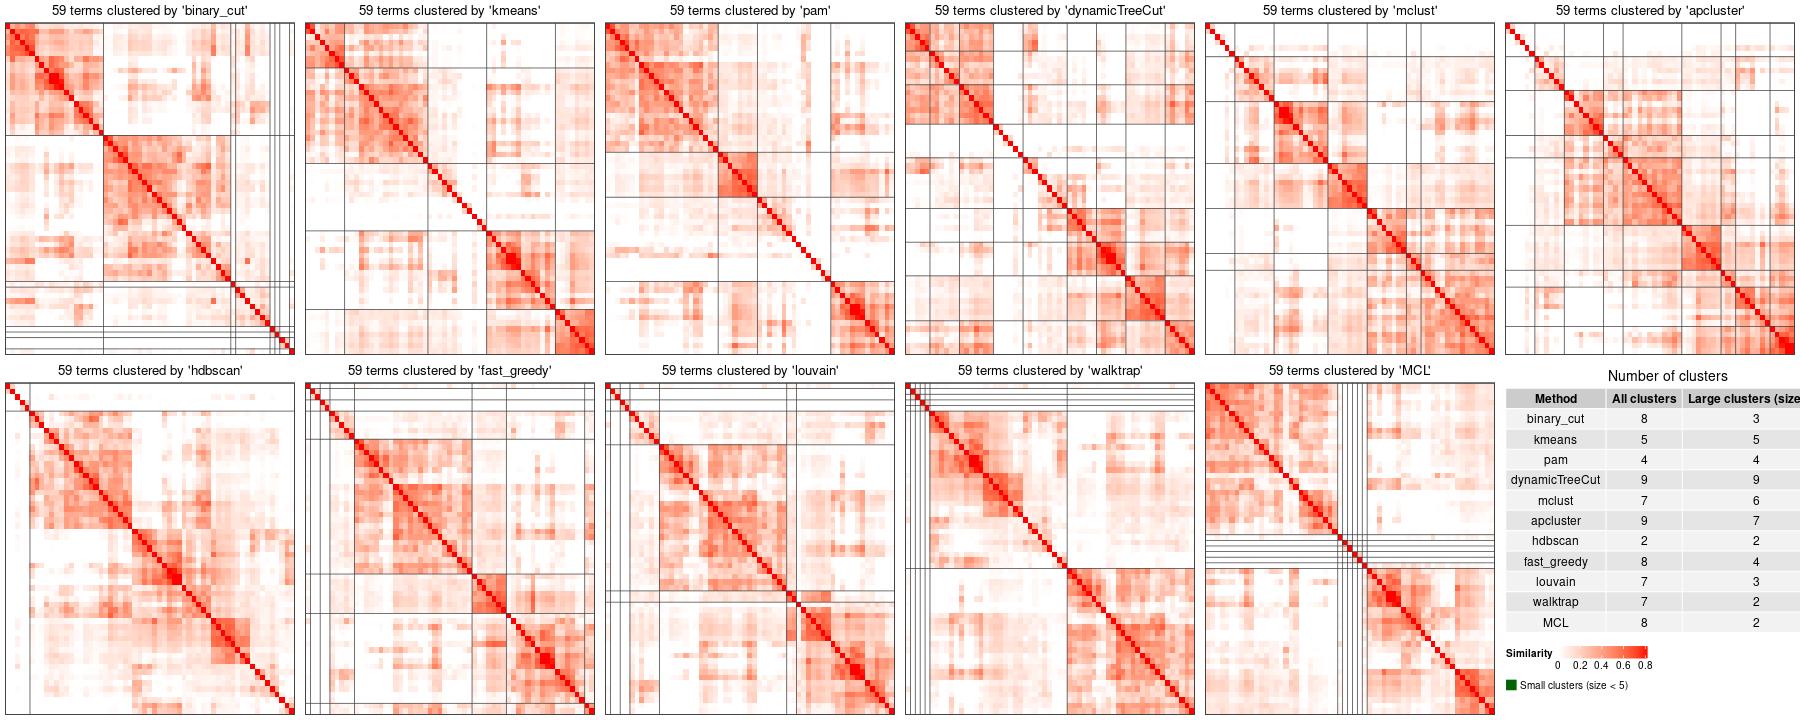 59 terms clustered by 'binary_cut'
59 terms clustered by 'kmeans'
59 terms clustered by 'pam'
59 terms clustered by 'dynamicTreeCut'
59 terms clustered by 'mclust'
59 terms clustered by 'apcluster'
59 terms clustered by 'hdbscan'
59 terms clustered by 'fast_greedy'
59 terms clustered by 'louvain'
59 terms clustered by 'walktrap'
59 terms clustered by 'MCL'
Number of clusters
Method All clusters Large clusters (size
binary_cut 8 3
kmeans 5 5
pam 4 4
dynamicTreeCut 9 9
mclust 7 6
apcluster 9 7
hdbscan 2 2
fast_greedy 8 4
louvain 7 3
walktrap 7 2
MCL 8 2
Similarity
0 0.2 0.4 0.6 0.8
Small clusters (size < 5)